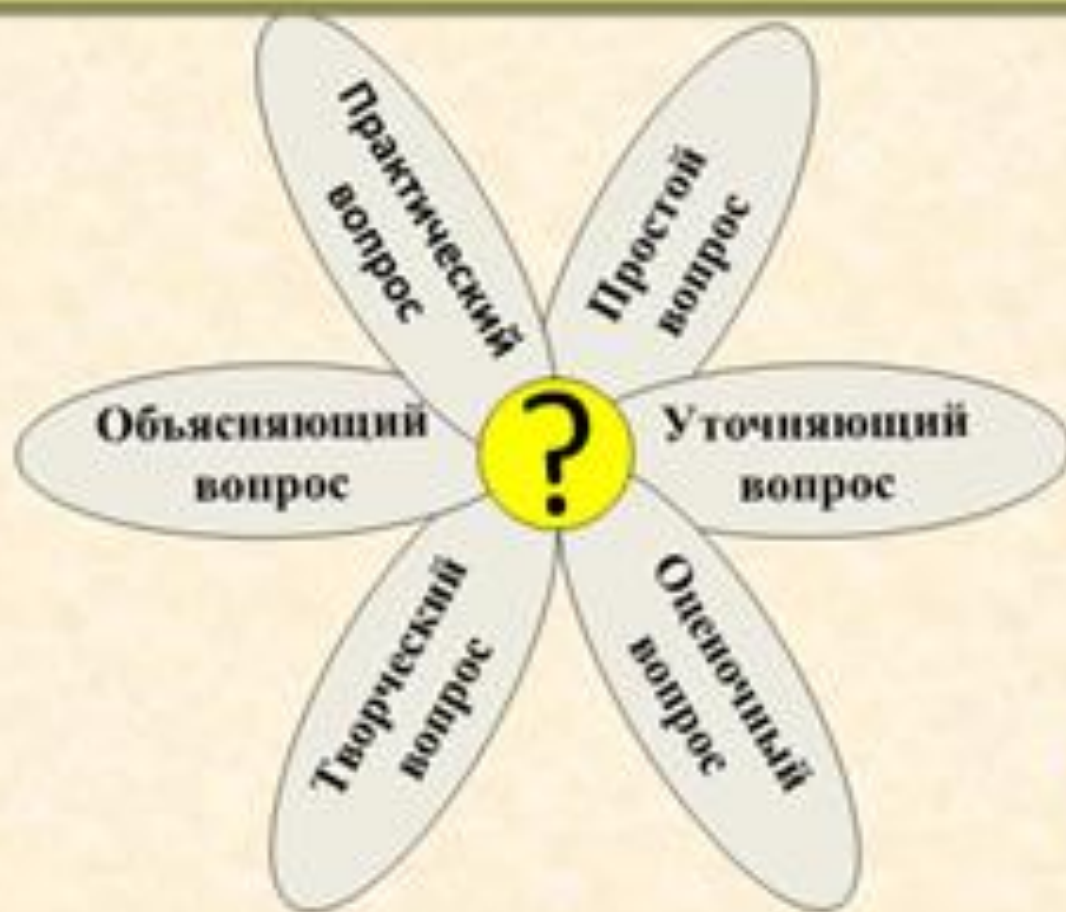 Практический
вопрос
Простой
вопрос
Объясняющий
вопрос
?
Уточняющий
вопрос
Творческий
вопрос
Оценочный
вопрос